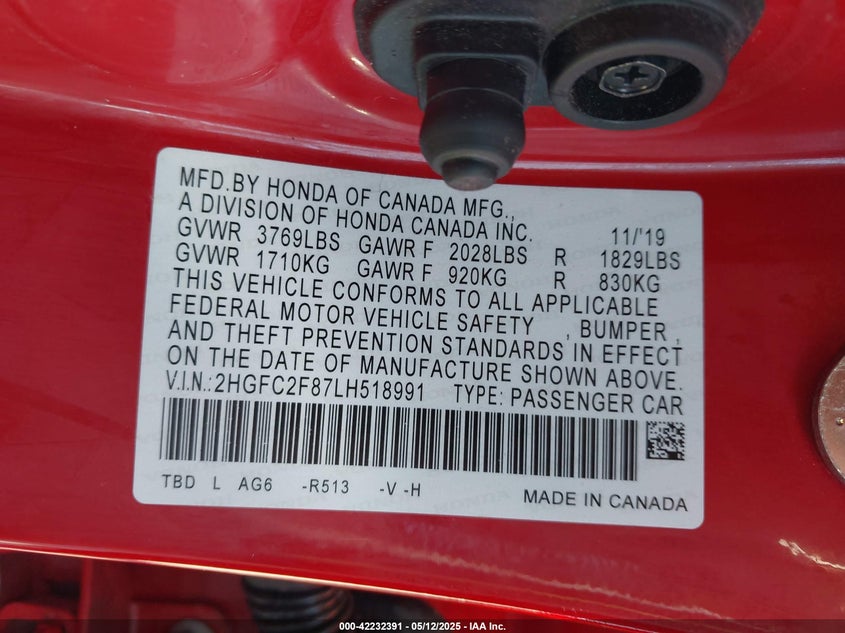 MFD.BY HONDA OF CANADA MFG.,
A DIVISION OF HONDA CANADA INC. 11/'19
GVWR 3769LBS GAWR F 2028LBS R 1829LBS
GVWR 1710KG GAWR F 920KG R 830KG
THIS VEHICLE CONFORMS TO ALL APPLICABLE
FEDERAL MOTOR VEHICLE SAFETY , BUMPER ,
AND THEFT PREVENTION STANDARDS IN EFFECT
ON THE DATE OF MANUFACTURE SHOWN ABOVE.
V.I.N.:2HGFC2F87LH518991 TYPE: PASSENGER CAR
TBD L AG6 -R513 -V -H MADE IN CANADA
000-42232391 - 05/12/2025 - IAA Inc.